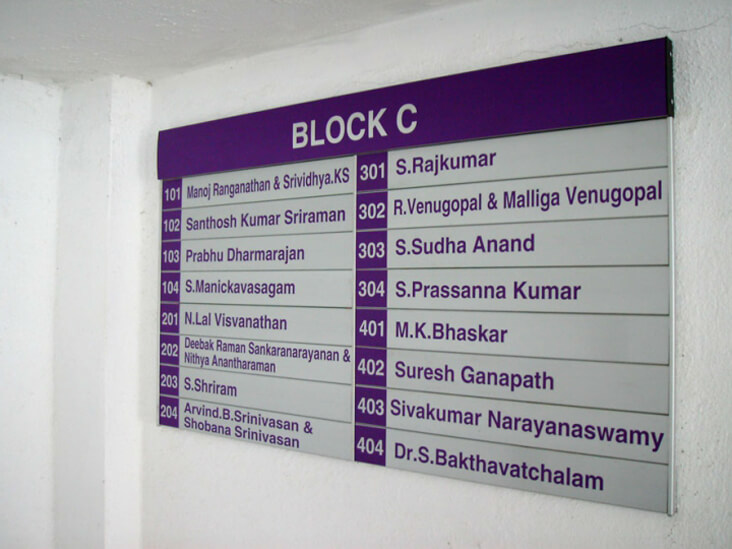 BLOCK C
101 Manoj Ranganathan & Srividhya.KS
102 Santhosh Kumar Sriraman
103 Prabhu Dharmarajan
104 S.Manickavasagam
201 N.Lal Visvanathan
202 Deebak Raman Sankaranarayanan &
Nithya Anantharaman
203 S.Shriram
204 Arvind.B.Srinivasan &
Shobana Srinivasan
301 S.Rajkumar
302 R.Venugopal & Malliga Venugopal
303 S.Sudha Anand
304 S.Prassanna Kumar
401 M.K.Bhaskar
402 Suresh Ganapath
403 Sivakumar Narayanaswamy
404 Dr.S.Bakthavatchalam